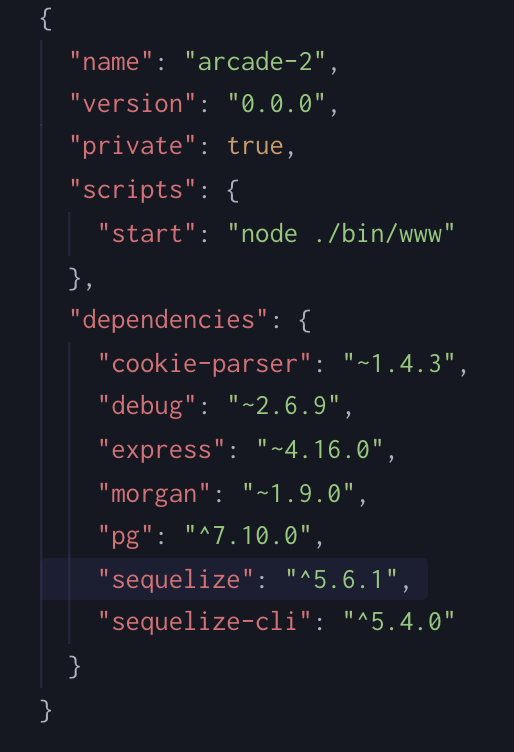 {
"name": "arcade-2",
"version": "0.0.0",
"private": true,
"scripts": {
"start": "node ./bin/www"
},
"dependencies": {
"cookie-parser": "~1.4.3",
"debug": "~2.6.9",
"express": "~4.16.0",
"morgan": "~1.9.0",
"pg": "^7.10.0",
"sequelize": "^5.6.1",
"sequelize-cli": "^5.4.0"
}
}